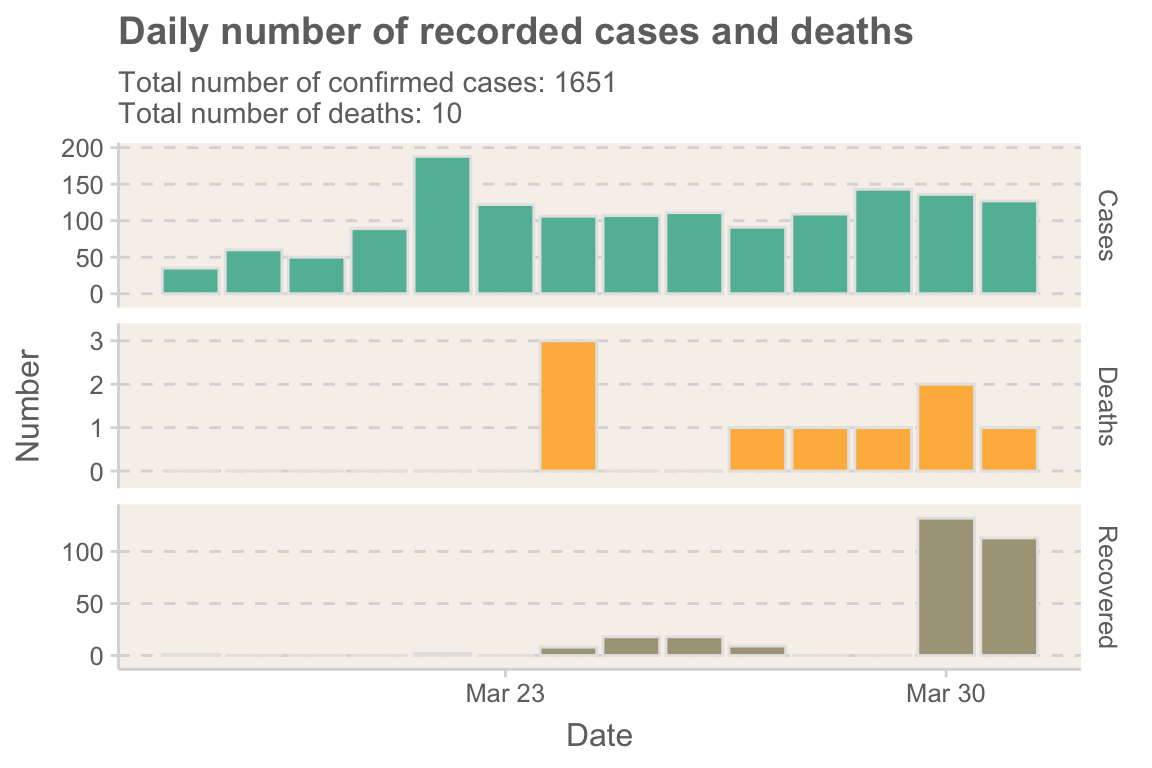 Daily number of recorded cases and deaths
Total number of confirmed cases: 1651
Total number of deaths: 10
Number
200
150
100
50
0
Cases
3
2
1
0
Deaths
100
50
0
Recovered
Mar 23
Mar 30
Date